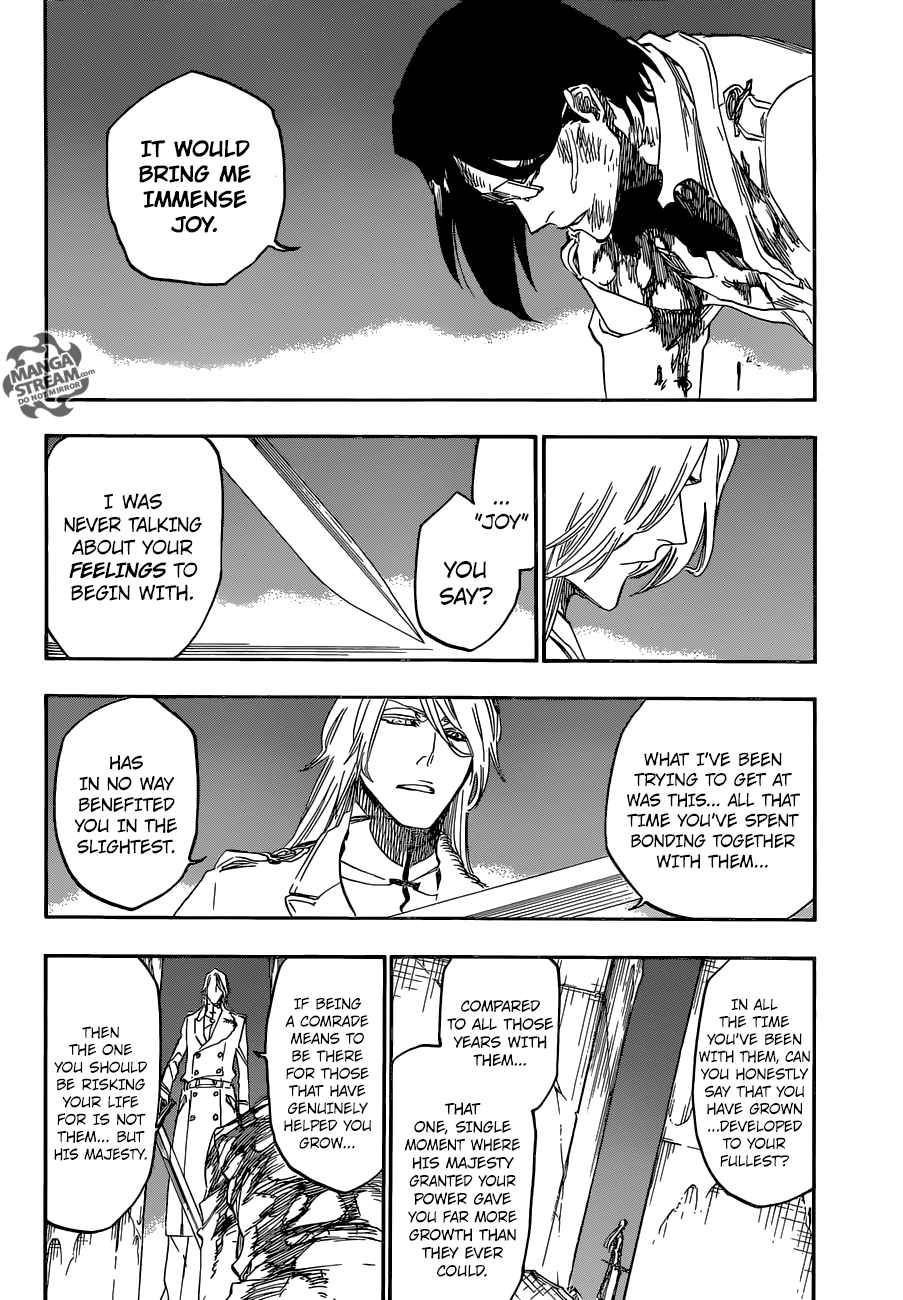 IT WOULD
BRING ME
IMMENSE
JOY.
MANGA
STREAM.com
DO NOT MIRROR
...
"JOY"
YOU
SAY?
I WAS
NEVER TALKING
ABOUT YOUR
FEELINGS TO
BEGIN WITH.
WHAT I'VE BEEN
TRYING TO GET AT
WAS THIS... ALL THAT
TIME YOU'VE SPENT
BONDING TOGETHER
WITH THEM...
HAS
IN NO WAY
BENEFITED
YOU IN THE
SLIGHTEST.
IN ALL
THE TIME
YOU'VE BEEN
WITH THEM, CAN
YOU HONESTLY
SAY THAT YOU
HAVE GROWN
...DEVELOPED
TO YOUR
FULLEST?
COMPARED
TO ALL THOSE
YEARS WITH
THEM...
THAT
ONE, SINGLE
MOMENT WHERE
HIS MAJESTY
GRANTED YOUR
POWER GAVE
YOU FAR MORE
GROWTH THAN
THEY EVER
COULD.
IF BEING
A COMRADE
MEANS TO
BE THERE
FOR THOSE
THAT HAVE
GENUINELY
HELPED YOU
GROW...
THEN
THE ONE
YOU SHOULD
BE RISKING
YOUR LIFE
FOR IS NOT
THEM... BUT
HIS MAJESTY.